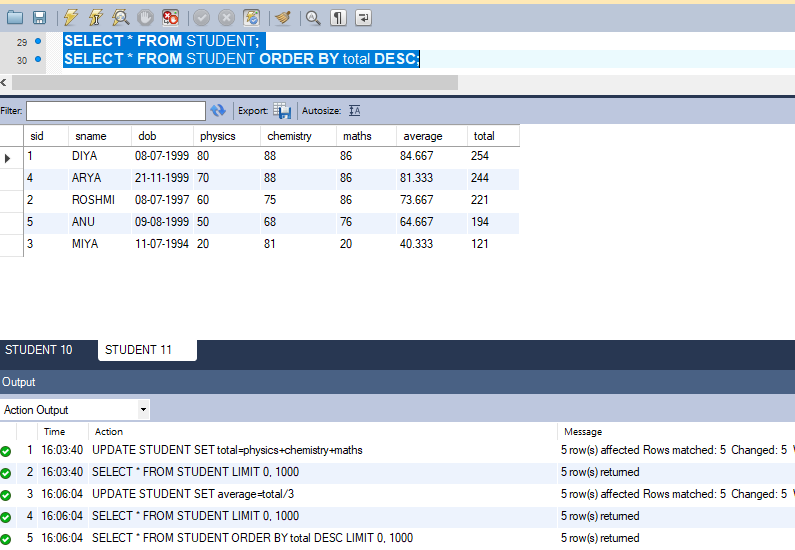 29 SELECT * FROM STUDENT;
30 SELECT * FROM STUDENT ORDER BY total DESC;
Filter: Export: Autosize:
sid sname dob physics chemistry maths average total
1 DIYA 08-07-1999 80 88 86 84.667 254
4 ARYA 21-11-1999 70 88 86 81.333 244
2 ROSHMI 08-07-1997 60 75 86 73.667 221
5 ANU 09-08-1999 50 68 76 64.667 194
3 MIYA 11-07-1994 20 81 20 40.333 121
STUDENT 10 STUDENT 11
Output
Action Output
Time Action Message
1 16:03:40 UPDATE STUDENT SET total=physics+chemistry+maths 5 row(s) affected Rows matched: 5 Changed: 5
2 16:03:40 SELECT * FROM STUDENT LIMIT 0, 1000 5 row(s) returned
3 16:06:04 UPDATE STUDENT SET average=total/3 5 row(s) affected Rows matched: 5 Changed: 5
4 16:06:04 SELECT * FROM STUDENT LIMIT 0, 1000 5 row(s) returned
5 16:06:04 SELECT * FROM STUDENT ORDER BY total DESC LIMIT 0, 1000 5 row(s) returned